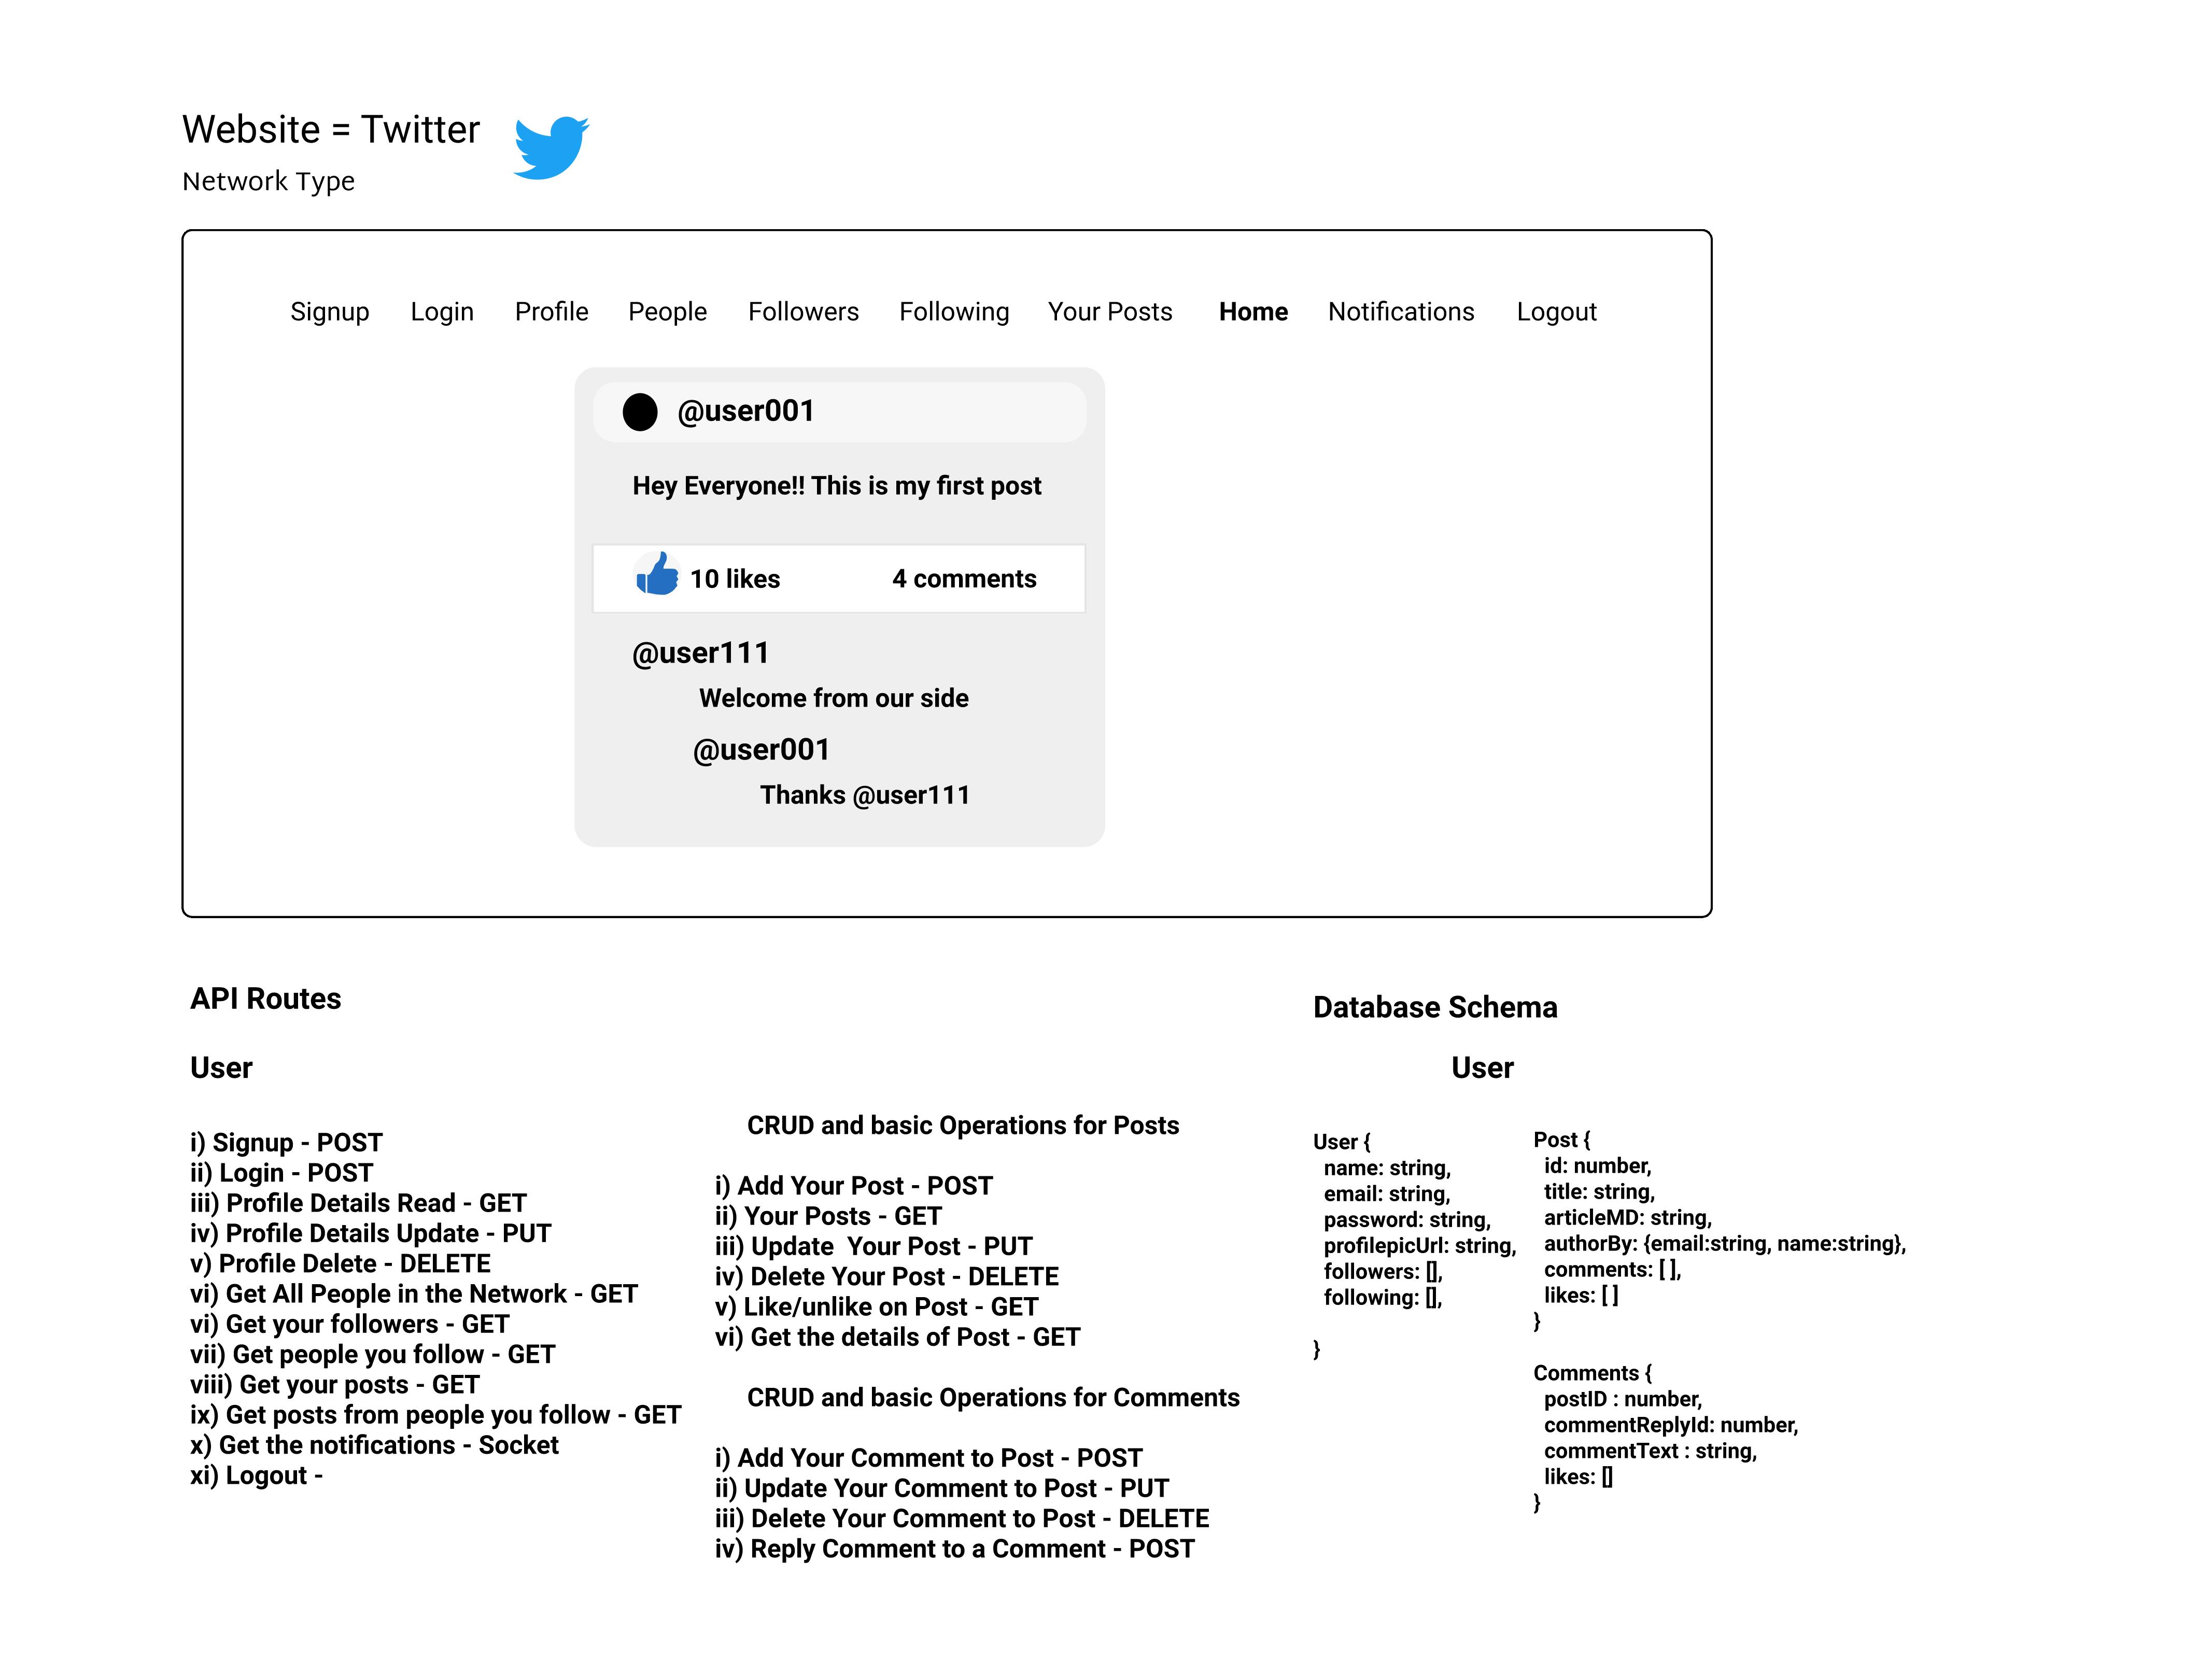 Website = Twitter
Network Type
Signup Login Profile People Followers Following Your Posts Home Notifications Logout
@user001
Hey Everyone!! This is my first post
10 likes 4 comments
@user111
Welcome from our side
@user001
Thanks @user111
API Routes
User
i) Signup - POST
ii) Login - POST
iii) Profile Details Read - GET
iv) Profile Details Update - PUT
v) Profile Delete - DELETE
vi) Get All People in the Network - GET
vi) Get your followers - GET
vii) Get people you follow - GET
viii) Get your posts - GET
ix) Get posts from people you follow - GET
x) Get the notifications - Socket
xi) Logout -
CRUD and basic Operations for Posts
i) Add Your Post - POST
ii) Your Posts - GET
iii) Update  Your Post - PUT
iv) Delete Your Post - DELETE
v) Like/unlike on Post - GET
vi) Get the details of Post - GET
CRUD and basic Operations for Comments
i) Add Your Comment to Post - POST
ii) Update Your Comment to Post - PUT
iii) Delete Your Comment to Post - DELETE
iv) Reply Comment to a Comment - POST
Database Schema
User
User {
name: string,
email: string,
password: string,
profilepicUrl: string,
followers: [],
following: [],
}
Post {
id: number,
title: string,
articleMD: string,
authorBy: {email:string, name:string},
comments: [ ],
likes: [ ]
}
Comments {
postID : number,
commentReplyId: number,
commentText : string,
likes: []
}